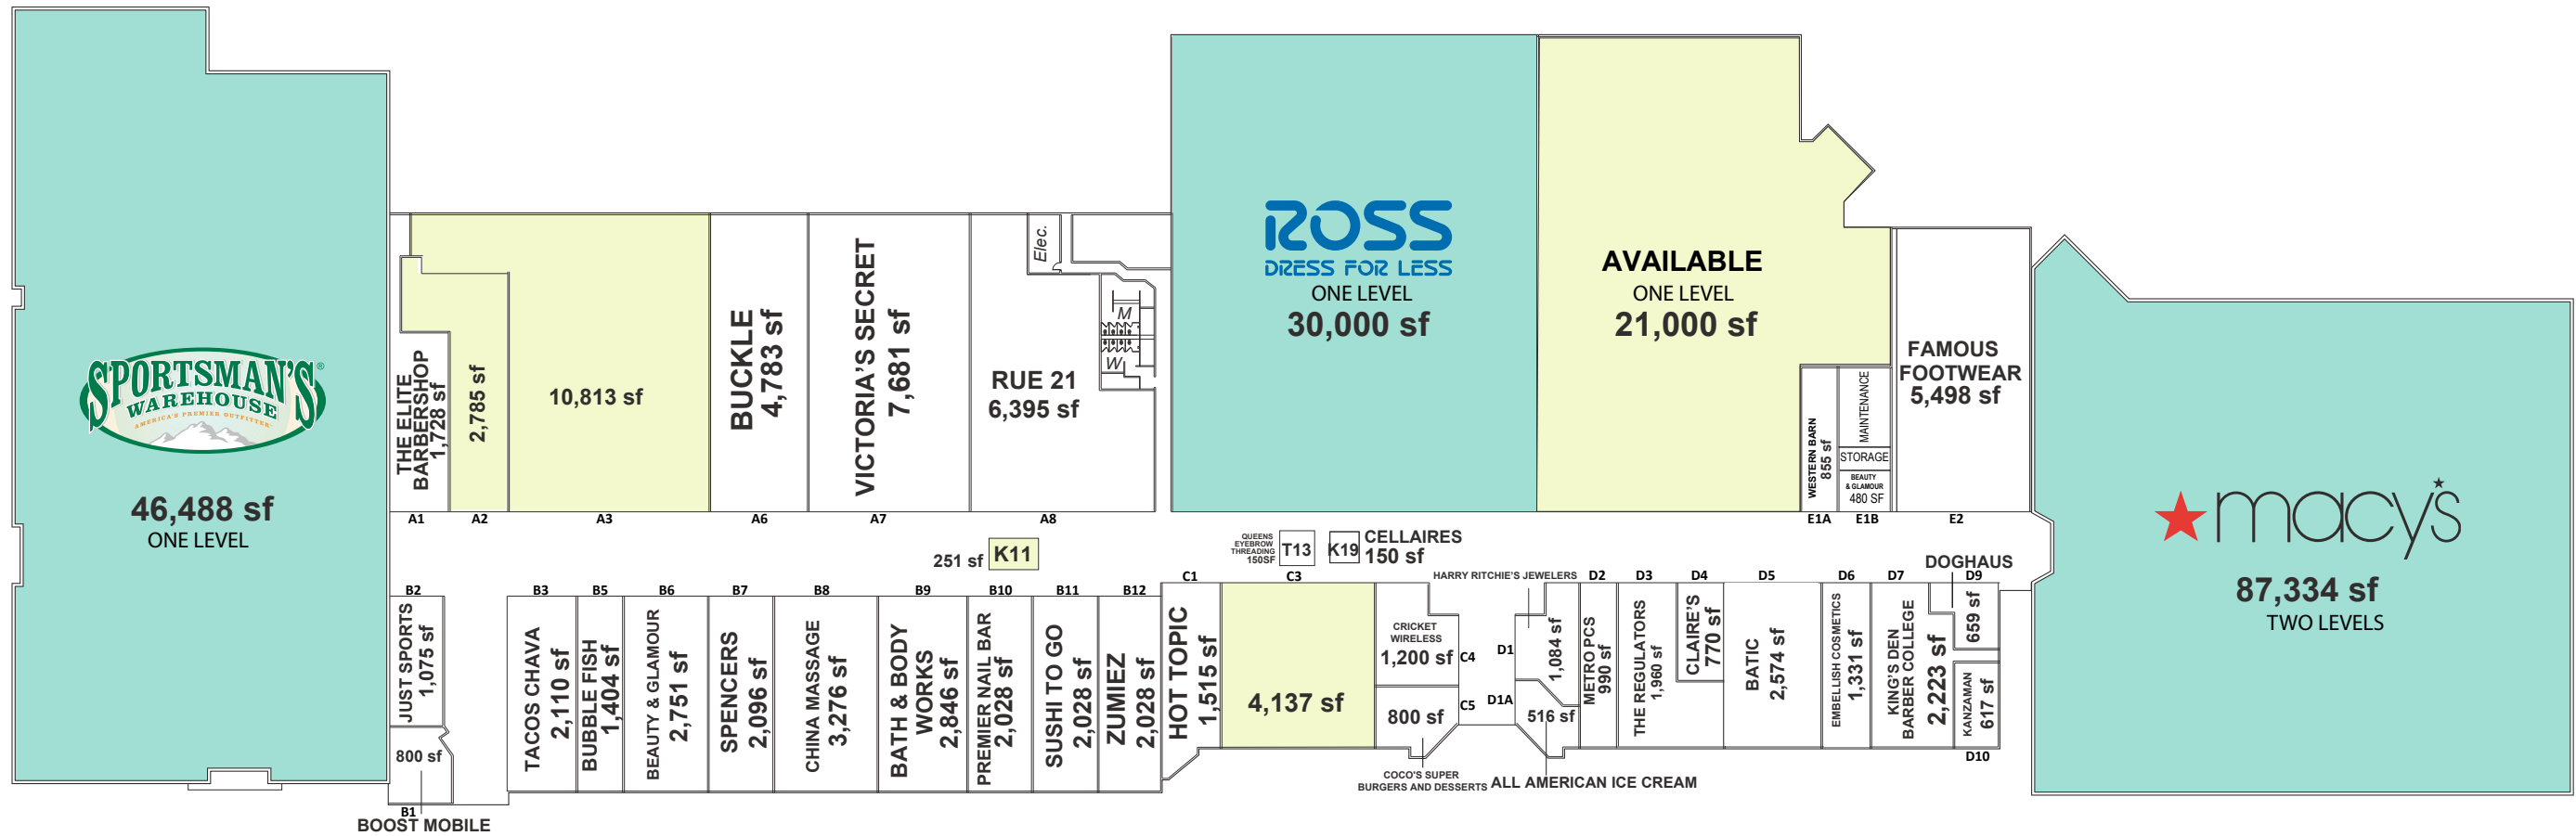 SPORTSMAN'S®
WAREHOUSE
AMERICA'S PREMIER OUTFITTER
46,488 sf
ONE LEVEL
THE ELITE
BARBERSHOP
1,728 sf
A1
2,785 sf
A2
10,813 sf
A3
BUCKLE
4,783 sf
A6
VICTORIA'S SECRET
7,681 sf
A7
RUE 21
6,395 sf
A8
Elec.
M
W
ROSS
DRESS FOR LESS
ONE LEVEL
30,000 sf
AVAILABLE
ONE LEVEL
21,000 sf
WESTERN BARN
855 sf
E1A
MAINTENANCE
STORAGE
BEAUTY
& GLAMOUR
480 SF
E1B
FAMOUS
FOOTWEAR
5,498 sf
E2
macy's
87,334 sf
TWO LEVELS
251 sf
K11
QUEENS
EYEBROW
THREADING
150SF
T13
K19
CELLAIRES
150 sf
B2
JUST SPORTS
1,075 sf
800 sf
B1
BOOST MOBILE
B3
TACOS CHAVA
2,110 sf
B5
BUBBLE FISH
1,404 sf
B6
BEAUTY & GLAMOUR
2,751 sf
B7
SPENCERS
2,096 sf
B8
CHINA MASSAGE
3,276 sf
B9
BATH & BODY
WORKS
2,846 sf
B10
PREMIER NAIL BAR
2,028 sf
B11
SUSHI TO GO
2,028 sf
B12
ZUMIEZ
2,028 sf
C1
HOT TOPIC
1,515 sf
C3
4,137 sf
CRICKET
WIRELESS
1,200 sf
C4
800 sf
C5
COCO'S SUPER
BURGERS AND DESSERTS
HARRY RITCHIE'S JEWELERS
D1
1,084 sf
D1A
516 sf
ALL AMERICAN ICE CREAM
D2
METRO PCS
990 sf
D3
THE REGULATORS
1,960 sf
D4
CLAIRE'S
770 sf
D5
BATIC
2,574 sf
D6
EMBELLISH COSMETICS
1,331 sf
D7
KING'S DEN
BARBER COLLEGE
2,223 sf
DOGHAUS
D9
659 sf
KANZAMAN
617 sf
D10